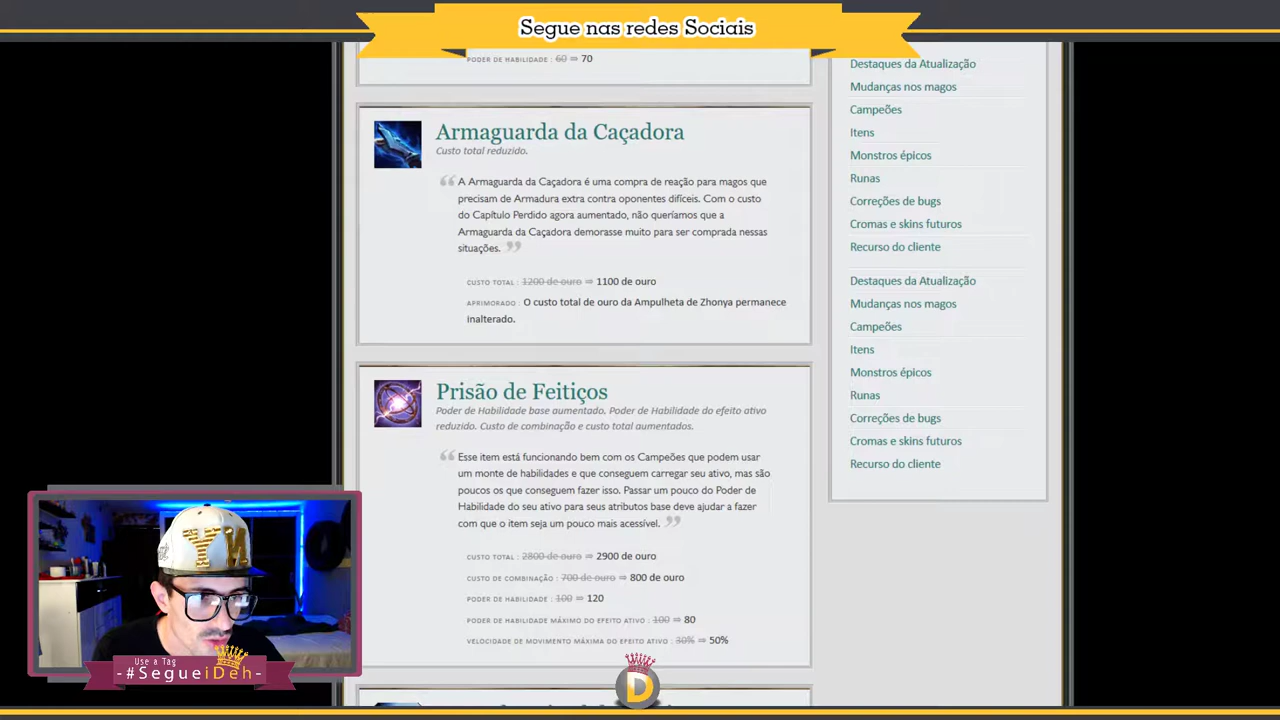 Segue nas redes Sociais
PODER DE HABILIDADE : 60 ⇒ 70
Armaguarda da Caçadora
Custo total reduzido.
A Armaguarda da Caçadora é uma compra de reação para magos que
precisam de Armadura extra contra oponentes difíceis. Com o custo
do Capítulo Perdido agora aumentado, não queríamos que a
Armaguarda da Caçadora demorasse muito para ser comprada nessas
situações.
CUSTO TOTAL : 1200 de ouro ⇒ 1100 de ouro
APRIMORADO : O custo total de ouro da Ampulheta de Zhonya permanece
inalterado.
Prisão de Feitiços
Poder de Habilidade base aumentado. Poder de Habilidade do efeito ativo
reduzido. Custo de combinação e custo total aumentados.
Esse item está funcionando bem com os Campeões que podem usar
um monte de habilidades e que conseguem carregar seu ativo, mas são
poucos os que conseguem fazer isso. Passar um pouco do Poder de
Habilidade do seu ativo para seus atributos base deve ajudar a fazer
com que o item seja um pouco mais acessível.
CUSTO TOTAL : 2800 de ouro ⇒ 2900 de ouro
CUSTO DE COMBINAÇÃO : 700 de ouro ⇒ 800 de ouro
PODER DE HABILIDADE : 100 ⇒ 120
PODER DE HABILIDADE MÁXIMO DO EFEITO ATIVO : 100 ⇒ 80
VELOCIDADE DE MOVIMENTO MÁXIMA DO EFEITO ATIVO : 30% ⇒ 50%
Destaques da Atualização
Mudanças nos magos
Campeões
Itens
Monstros épicos
Runas
Correções de bugs
Cromas e skins futuros
Recurso do cliente
Destaques da Atualização
Mudanças nos magos
Campeões
Itens
Monstros épicos
Runas
Correções de bugs
Cromas e skins futuros
Recurso do cliente
YN
Use a Tag
-#SegueiDeh-
D